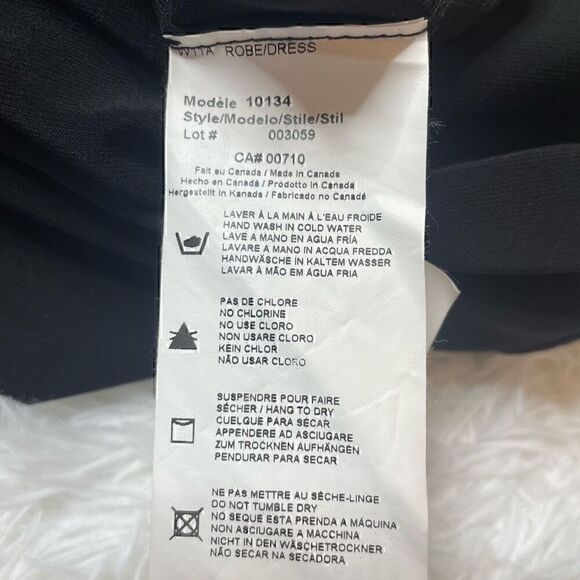 ROBE/DRESS
Modèle 10134
Style/Modelo/Stile/Stil
Lot # 003059
CA# 00710
Fait au Canada / Made in Canada
Hecho en Canada / Prodotto in Canada
Hergestellt in Kanada / Fabricado no Canada
LAVER À LA MAIN À L'EAU FROIDE
HAND WASH IN COLD WATER
LAVE A MANO EN AGUA FRÍA
LAVARE A MANO IN ACQUA FREDDA
HANDWÄSCHE IN KALTEM WASSER
LAVAR À MÃO EM ÁGUA FRIA
PAS DE CHLORE
NO CHLORINE
NO USE CLORO
NON USARE CLORO
KEIN CHLOR
NÃO USAR CLORO
SUSPENDRE POUR FAIRE
SÉCHER / HANG TO DRY
CUELGUE PARA SECAR
APPENDERE AD ASCIUGARE
ZUM TROCKNEN AUFHÄNGEN
PENDURAR PARA SECAR
NE PAS METTRE AU SÈCHE-LINGE
DO NOT TUMBLE DRY
NO SEQUE ESTA PRENDA A MÁQUINA
NON ASCIUGARE A MACCHINA
NICHT IN DEN WÄSCHETROCKNER
NÃO SECAR NA SECADORA